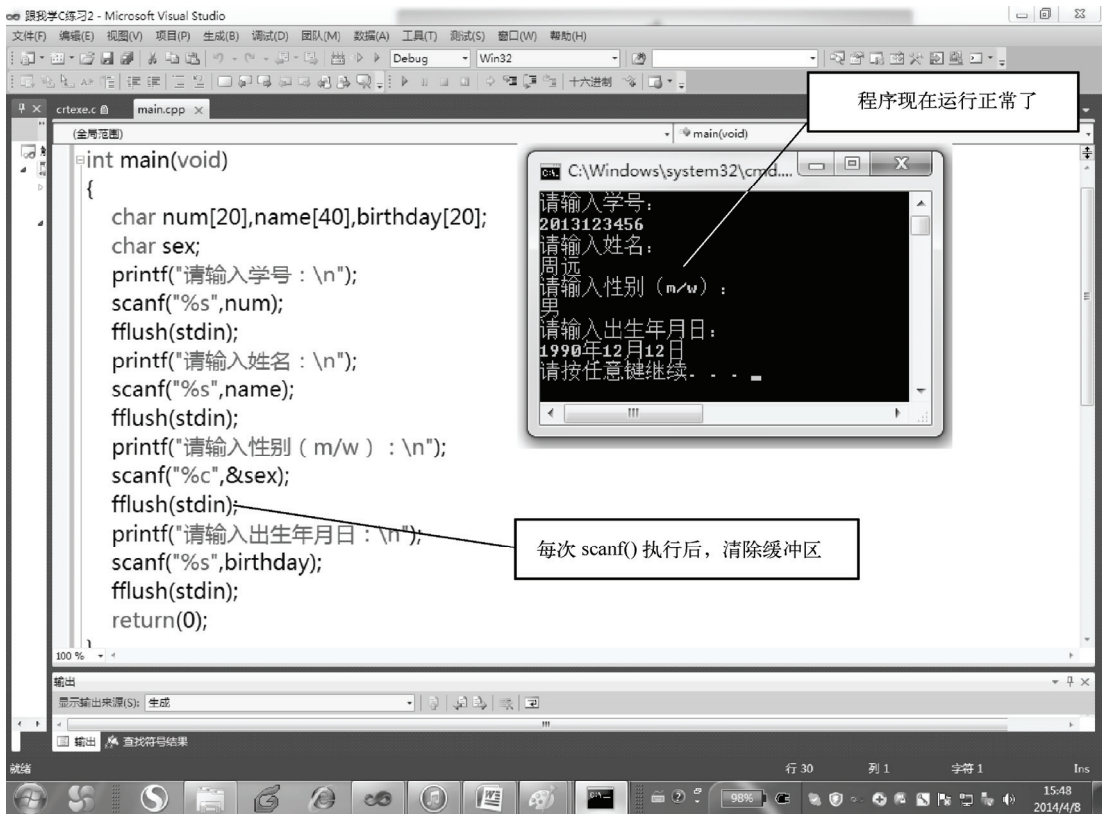 跟我学C练习2 - Microsoft Visual Studio
文件(F) 编辑(E) 视图(V) 项目(P) 生成(B) 调试(D) 团队(M) 数据(A) 工具(T) 测试(S) 窗口(W) 帮助(H)
Debug Win32
十六进制
crtexe.c main.cpp
(全局范围) main(void)
程序现在运行正常了
int main(void)
{
char num[20],name[40],birthday[20];
char sex;
printf("请输入学号：\n");
scanf("%s",num);
fflush(stdin);
printf("请输入姓名：\n");
scanf("%s",name);
fflush(stdin);
printf("请输入性别（m/w）：\n");
scanf("%c",&sex);
fflush(stdin);
printf("请输入出生年月日：\n");
scanf("%s",birthday);
fflush(stdin);
return(0);
C:\Windows\system32\cmd....
请输入学号：
2013123456
请输入姓名：
周远
请输入性别（m/w）：
男
请输入出生年月日：
1990年12月12日
请按任意键继续. . .
每次 scanf() 执行后，清除缓冲区
100 %
输出
显示输出来源(S): 生成
输出 查找符号结果
就绪 行 30 列 1 字符 1 Ins
98%
15:48
2014/4/8